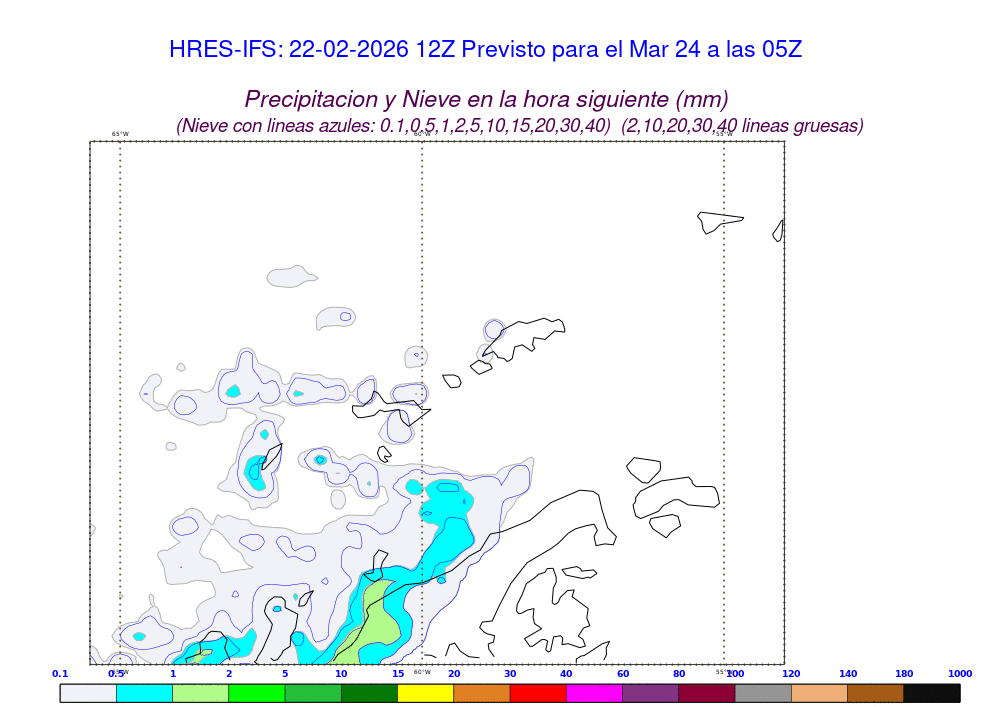 HRES-IFS: 22-02-2026 12Z Previsto para el Mar 24 a las 05Z
Precipitacion y Nieve en la hora siguiente (mm)
(Nieve con lineas azules: 0.1,0.5,1,2,5,10,15,20,30,40)  (2,10,20,30,40 lineas gruesas)
65°W 60°W 55°W
65°W 60°W 55°W
0.1 0.5 1 2 5 10 15 20 30 40 60 80 100 120 140 180 1000